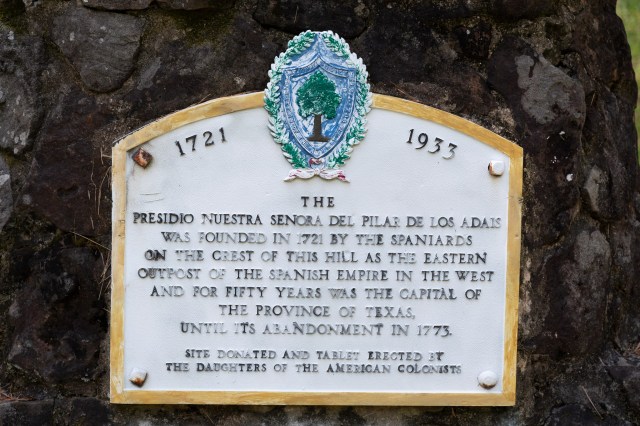 1721 1933
THE
PRESIDIO NUESTRA SENORA DEL PILAR DE LOS ADAIS
WAS FOUNDED IN 1721 BY THE SPANIARDS
ON THE CREST OF THIS HILL AS THE EASTERN
OUTPOST OF THE SPANISH EMPIRE IN THE WEST
AND FOR FIFTY YEARS WAS THE CAPITAL OF
THE PROVINCE OF TEXAS,
UNTIL ITS ABANDONMENT IN 1773.
SITE DONATED AND TABLET ERECTED BY
THE DAUGHTERS OF THE AMERICAN COLONISTS